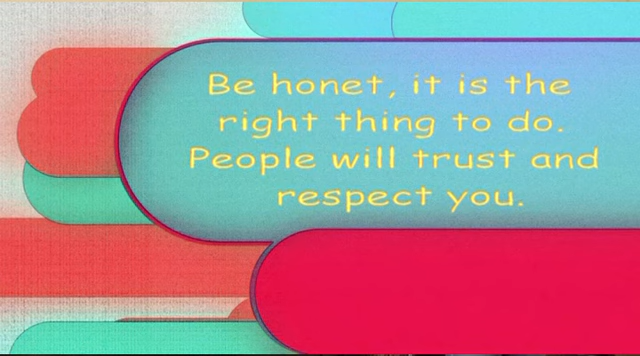 Be honet, it is the
right thing to do.
People will trust and
respect you.